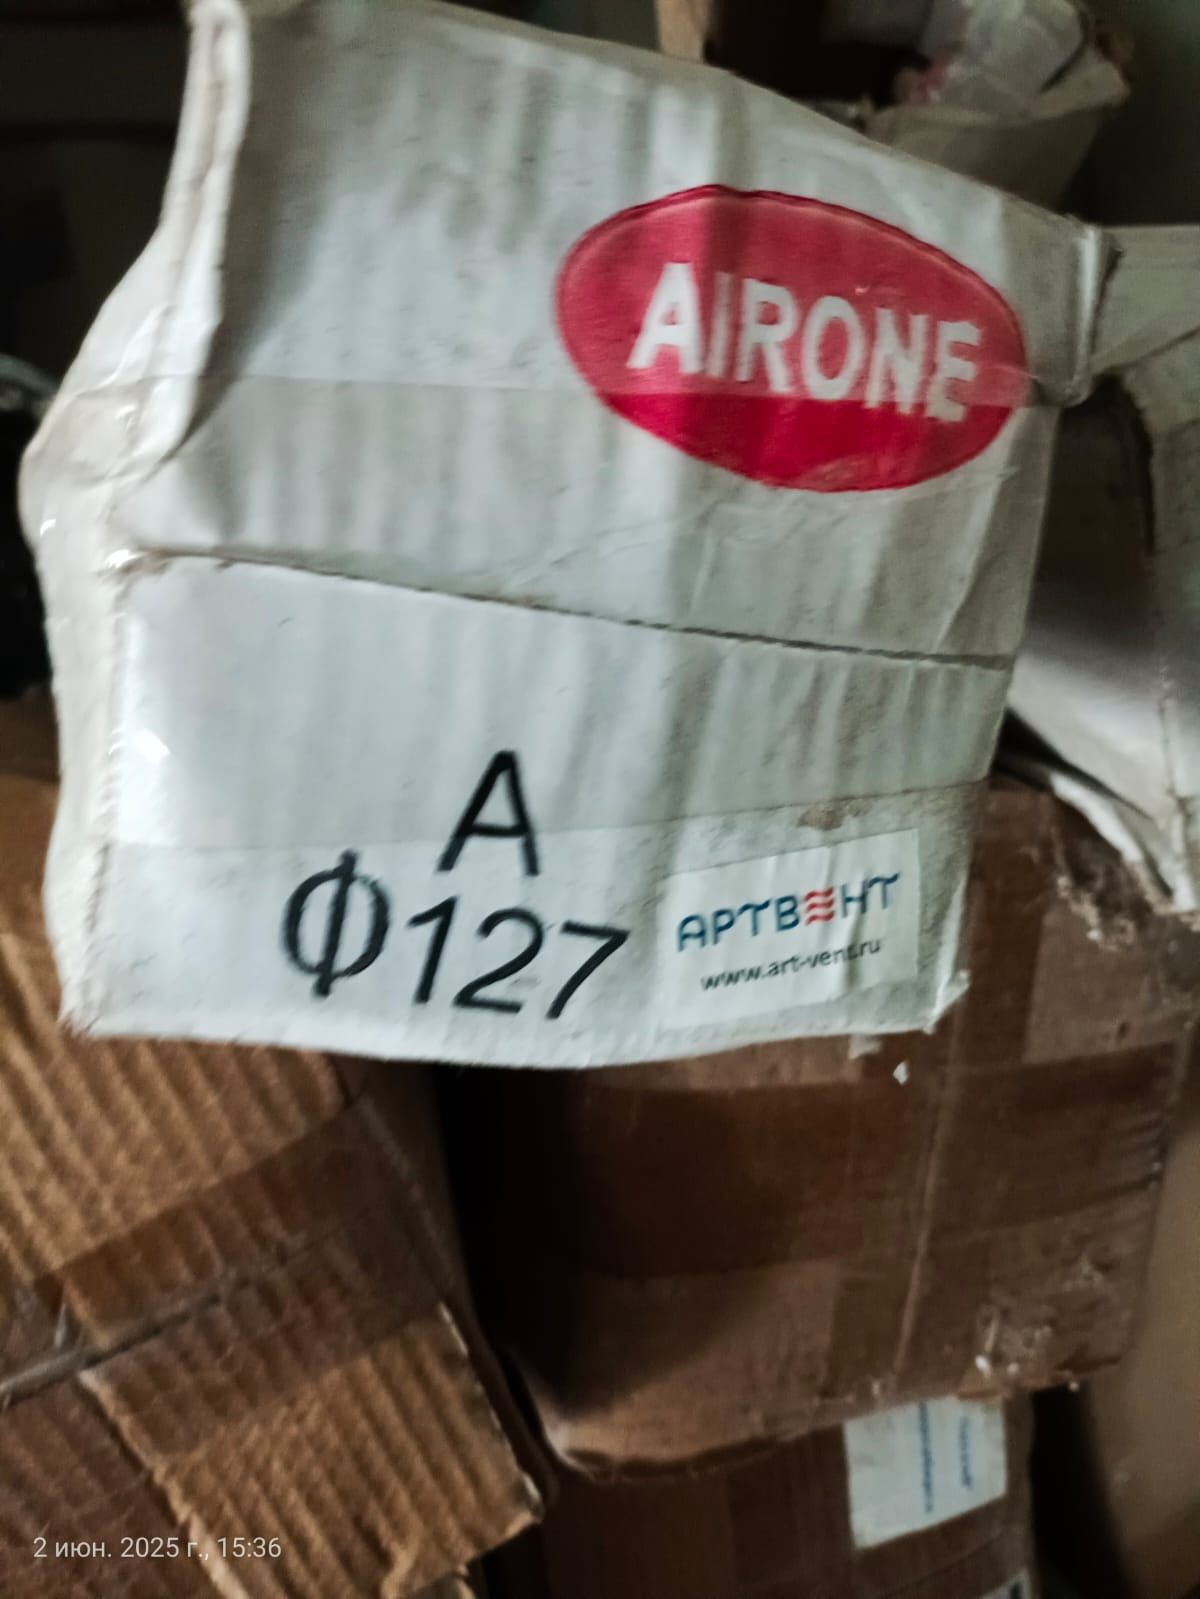 AIRONE
A
Ф127
АРТВЕНТ
www.art-vent.ru
2 июн. 2025 г., 15:36